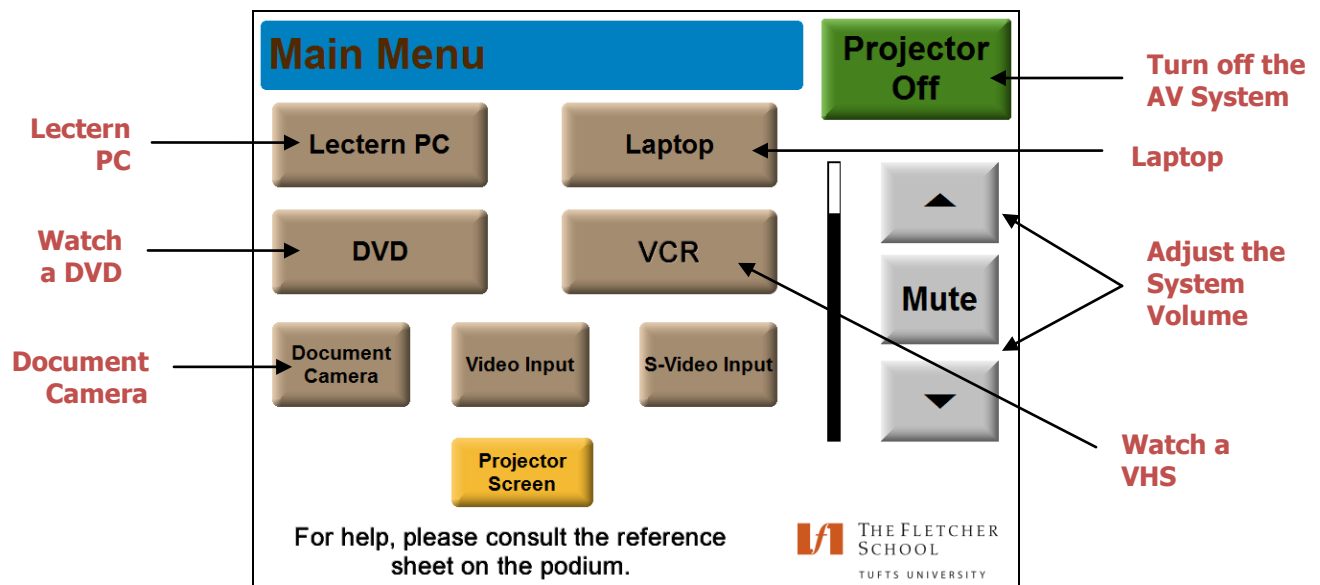 Main Menu
Projector
Off
Turn off the
AV System
Lectern
PC
Lectern PC
Laptop
Laptop
Watch
a DVD
DVD
VCR
Mute
Adjust the
System
Volume
Document
Camera
Document
Camera
Video Input
S-Video Input
Watch a
VHS
Projector
Screen
For help, please consult the reference
sheet on the podium.
lf
THE FLETCHER
SCHOOL
TUFTS UNIVERSITY